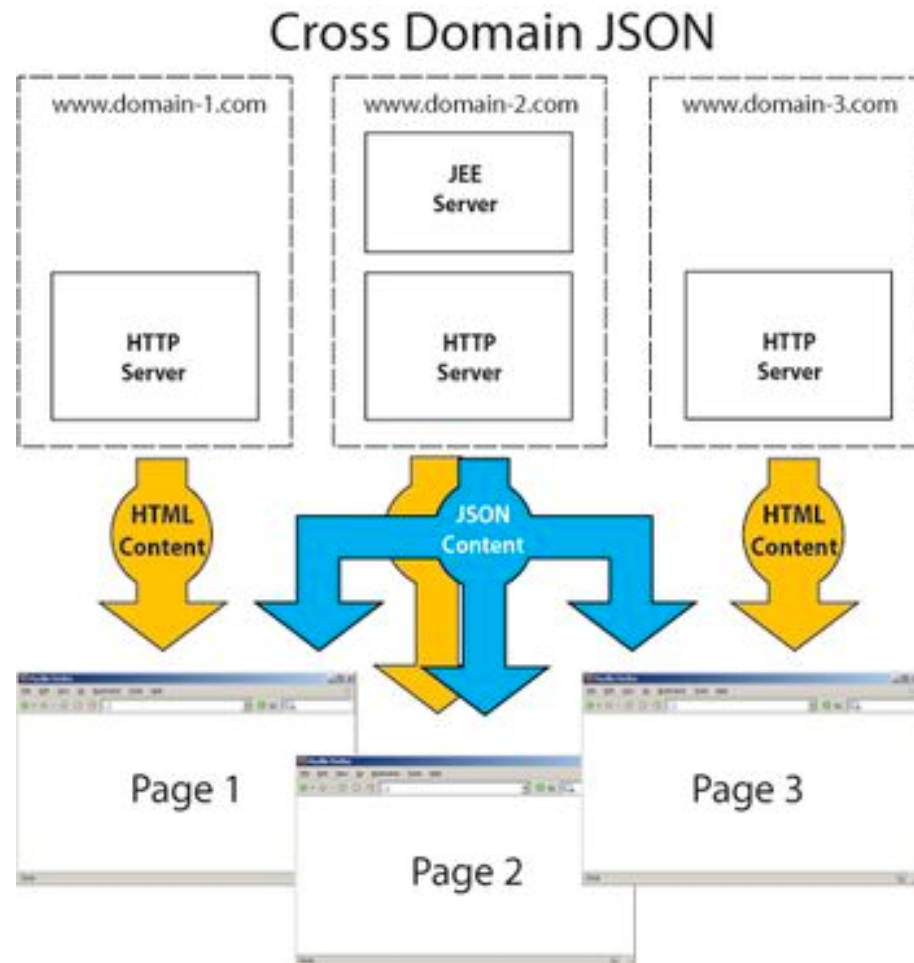 Cross Domain JSON
www.domain-1.com
www.domain-2.com
www.domain-3.com
JEE
Server
HTTP
Server
HTTP
Server
HTTP
Server
HTML
Content
JSON
Content
HTML
Content
Page 1
Page 2
Page 3